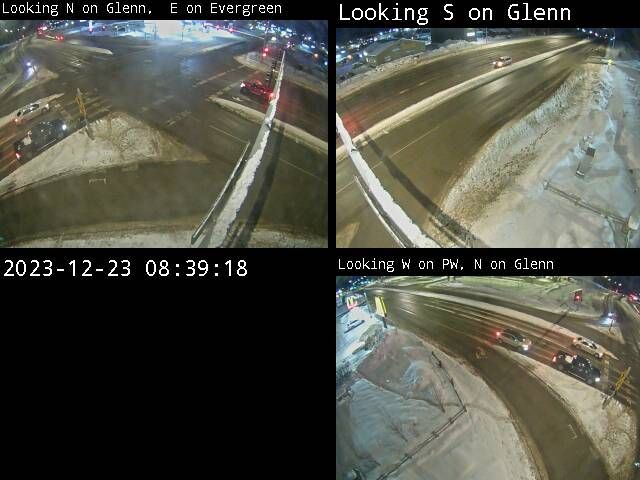 Looking N on Glenn,  E on Evergreen
Looking S on Glenn
2023-12-23 08:39:18
Looking W on PW, N on Glenn